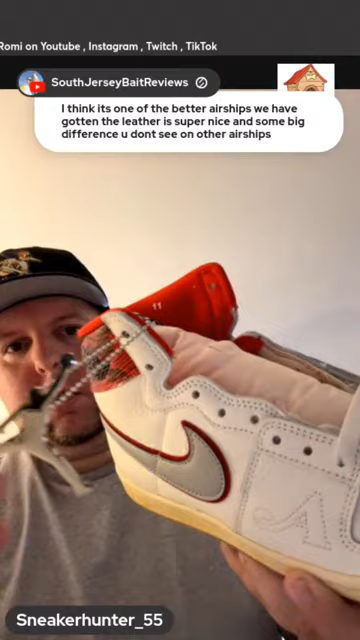 Romi on Youtube , Instagram , Twitch , TikTok
SouthJerseyBaitReviews
I think its one of the better airships we have
gotten the leather is super nice and some big
difference u dont see on other airships
11
A
Sneakerhunter_55